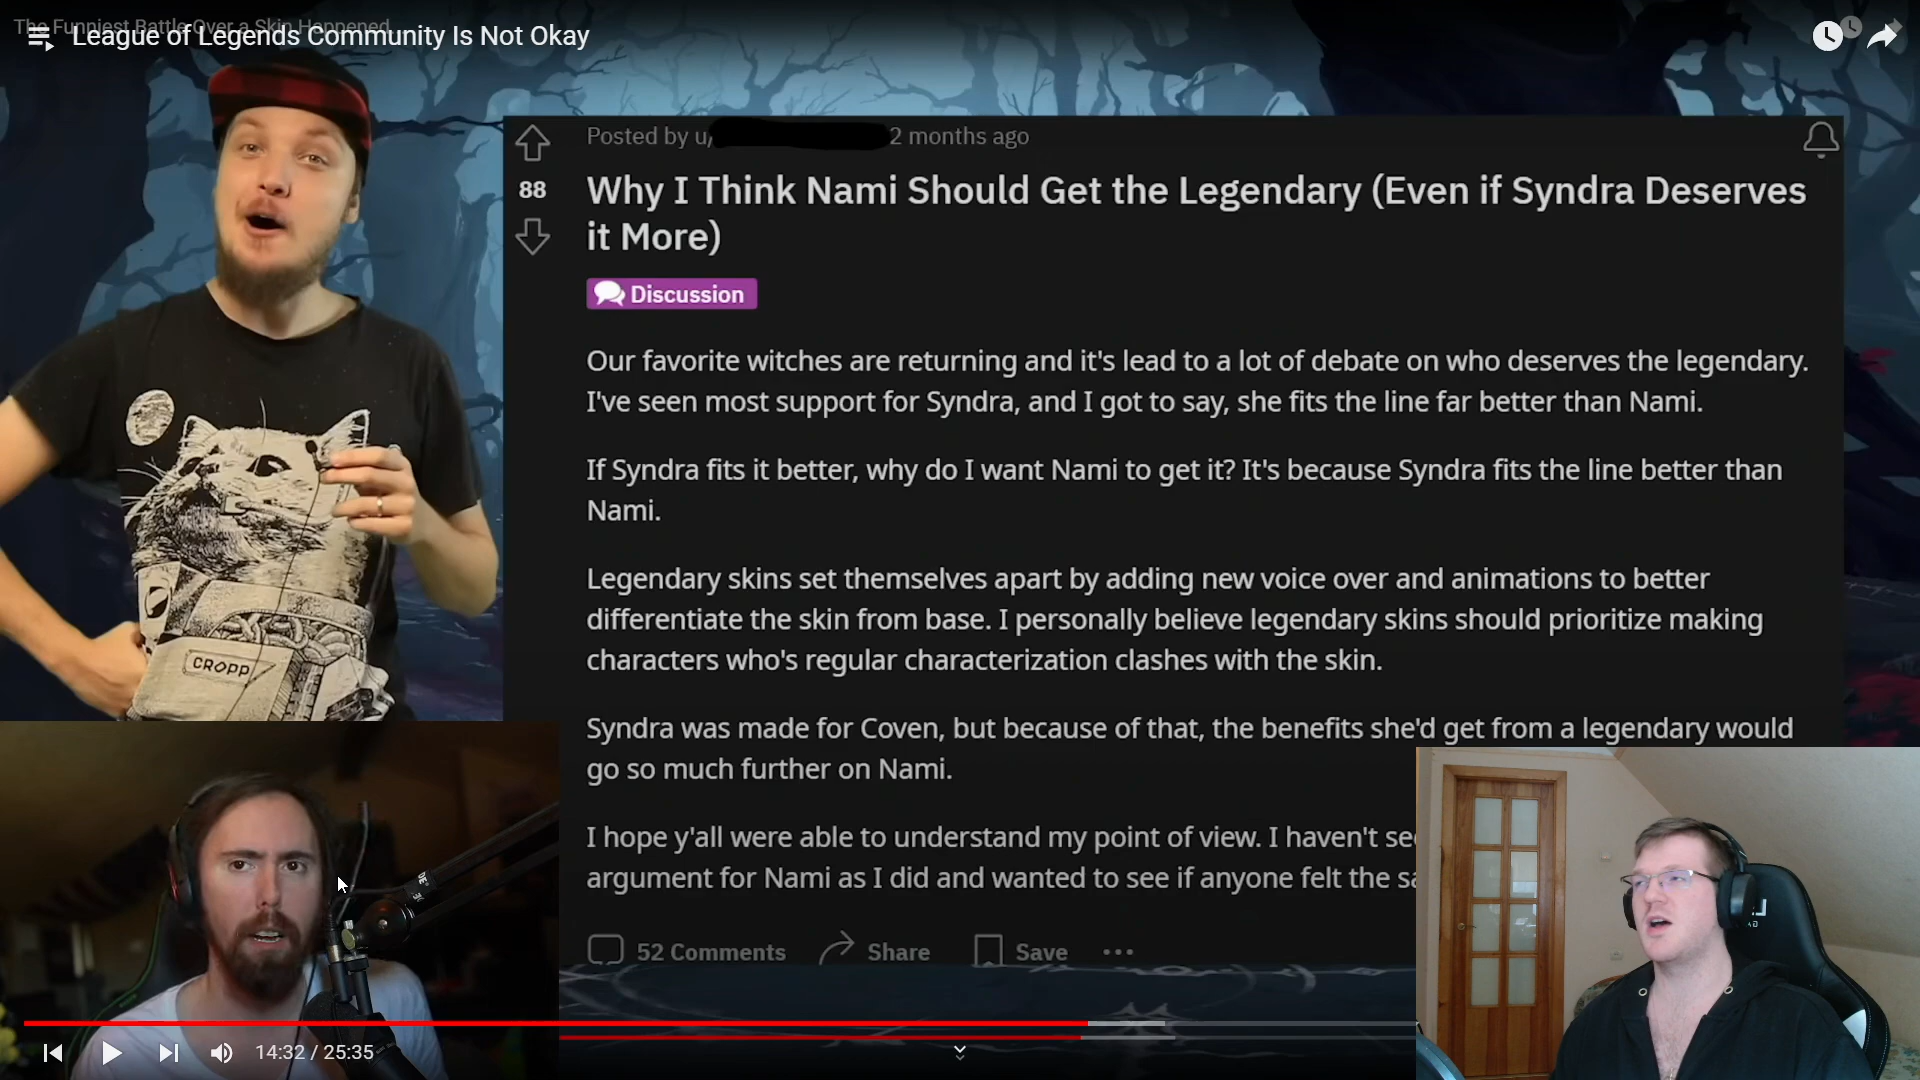 The Funniest Battle Over a Skin Happened
League of Legends Community Is Not Okay
Posted by u/ 2 months ago
88
Why I Think Nami Should Get the Legendary (Even if Syndra Deserves
it More)
Discussion
Our favorite witches are returning and it's lead to a lot of debate on who deserves the legendary.
I've seen most support for Syndra, and I got to say, she fits the line far better than Nami.
If Syndra fits it better, why do I want Nami to get it? It's because Syndra fits the line better than
Nami.
Legendary skins set themselves apart by adding new voice over and animations to better
differentiate the skin from base. I personally believe legendary skins should prioritize making
characters who's regular characterization clashes with the skin.
Syndra was made for Coven, but because of that, the benefits she'd get from a legendary would
go so much further on Nami.
I hope y'all were able to understand my point of view. I haven't
argument for Nami as I did and wanted to see if anyone felt the
52 Comments Share Save
CROPP
14:32 / 25:35